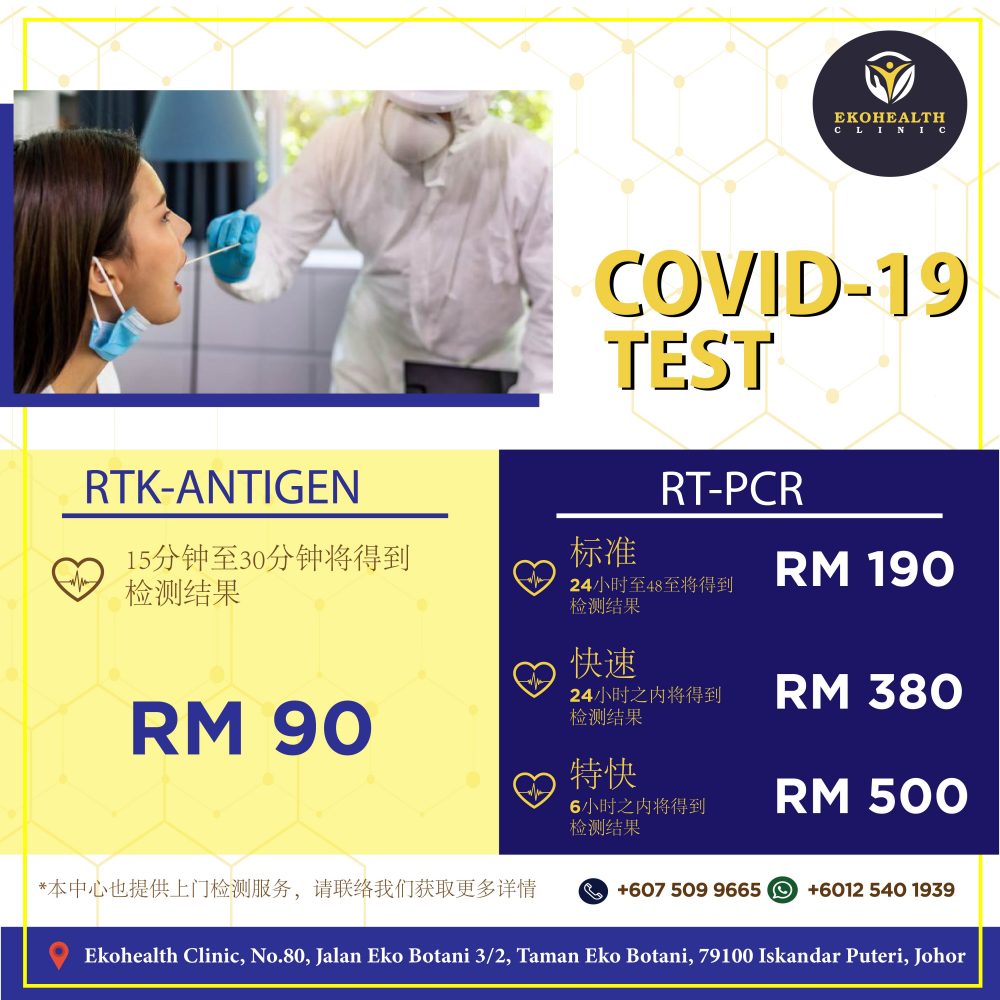 EKOHEALTH
CLINIC
COVID-19
TEST
RTK-ANTIGEN
15分钟至30分钟将得到
检测结果
RM 90
RT-PCR
标准
24小时至48至将得到
检测结果
RM 190
快速
24小时之内将得到
检测结果
RM 380
特快
6小时之内将得到
检测结果
RM 500
*本中心也提供上门检测服务，请联络我们获取更多详情
+607 509 9665
+6012 540 1939
Ekohealth Clinic, No.80, Jalan Eko Botani 3/2, Taman Eko Botani, 79100 Iskandar Puteri, Johor